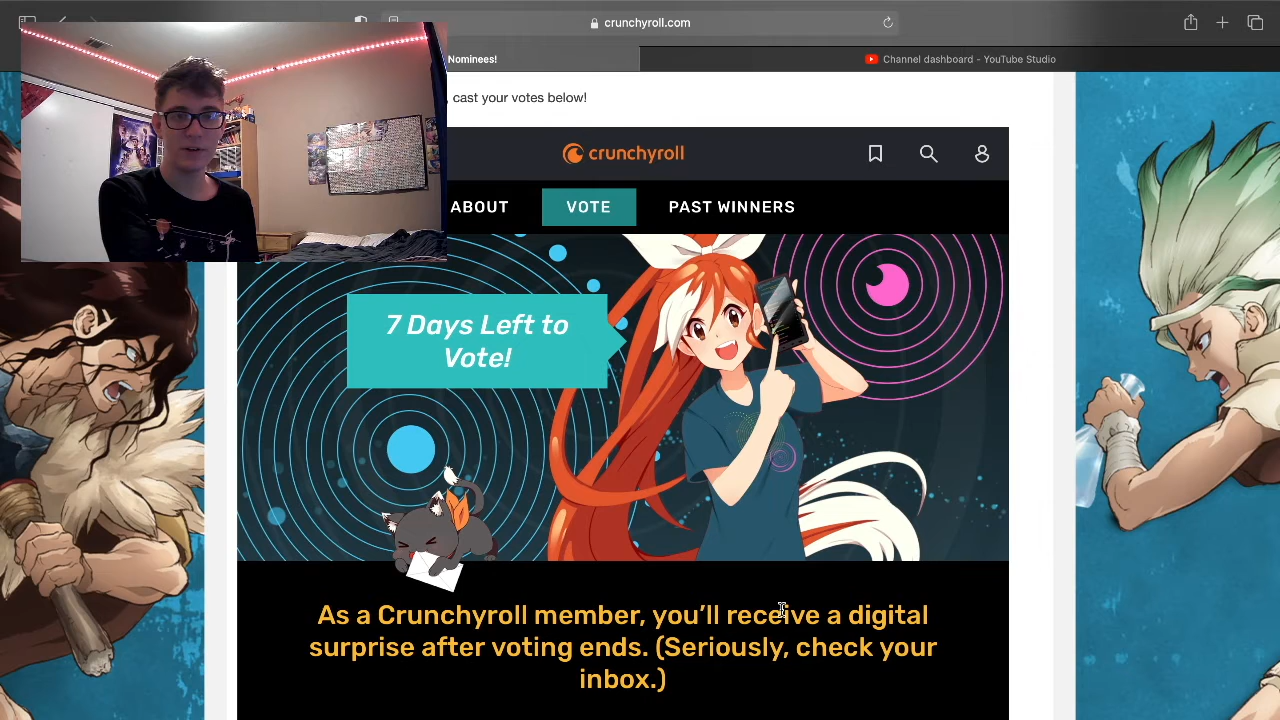 crunchyroll.com
Nominees!
Channel dashboard - YouTube Studio
, cast your votes below!
crunchyroll
ABOUT
VOTE
PAST WINNERS
7 Days Left to
Vote!
As a Crunchyroll member, you’ll receive a digital
surprise after voting ends. (Seriously, check your
inbox.)